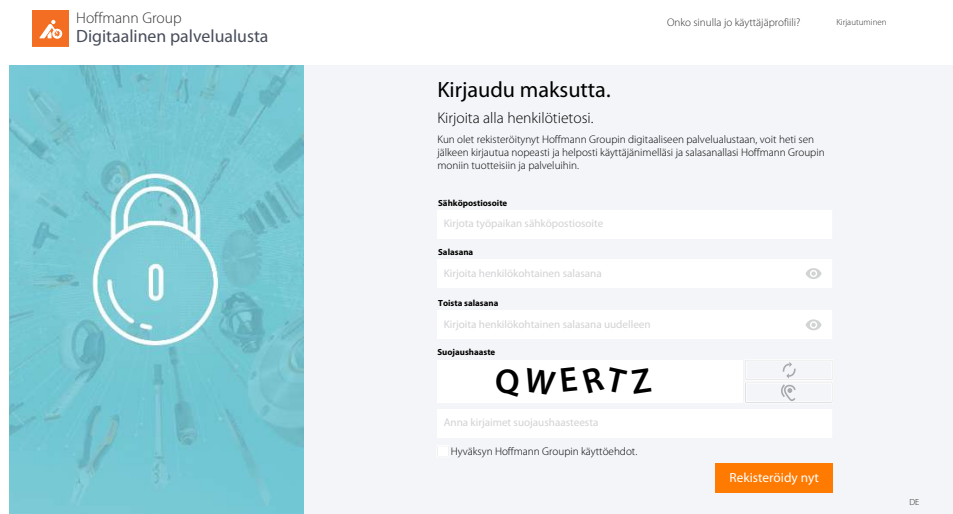 Hoffmann Group
Digitaalinen palvelualusta
Onko sinulla jo käyttäjäprofiili?
Kirjautuminen
Kirjaudu maksutta.
Kirjoita alla henkilötietosi.
Kun olet rekisteröitynyt Hoffmann Groupin digitaaliseen palvelualustaan, voit heti sen
jälkeen kirjautua nopeasti ja helposti käyttäjänimelläsi ja salasanallasi Hoffmann Groupin
moniin tuotteisiin ja palveluihin.
Sähköpostiosoite
Kirjota työpaikan sähköpostiosoite
Salasana
Kirjoita henkilökohtainen salasana
Toista salasana
Kirjoita henkilökohtainen salasana uudelleen
Suojaushaaste
QWERTZ
Anna kirjaimet suojaushaasteesta
Hyväksyn Hoffmann Groupin käyttöehdot.
Rekisteröidy nyt
DE